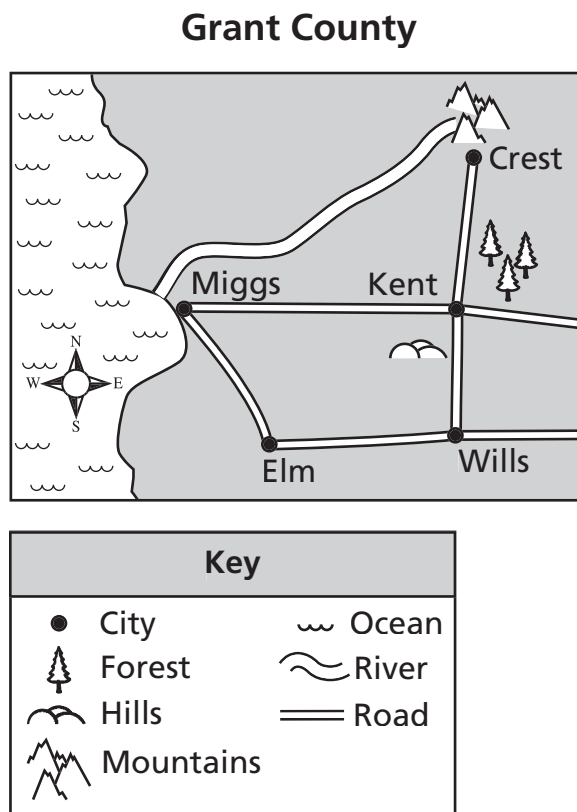 Grant County
Crest
Miggs
Kent
N
W E
S
Elm
Wills
Key
City
Ocean
Forest
River
Hills
Road
Mountains